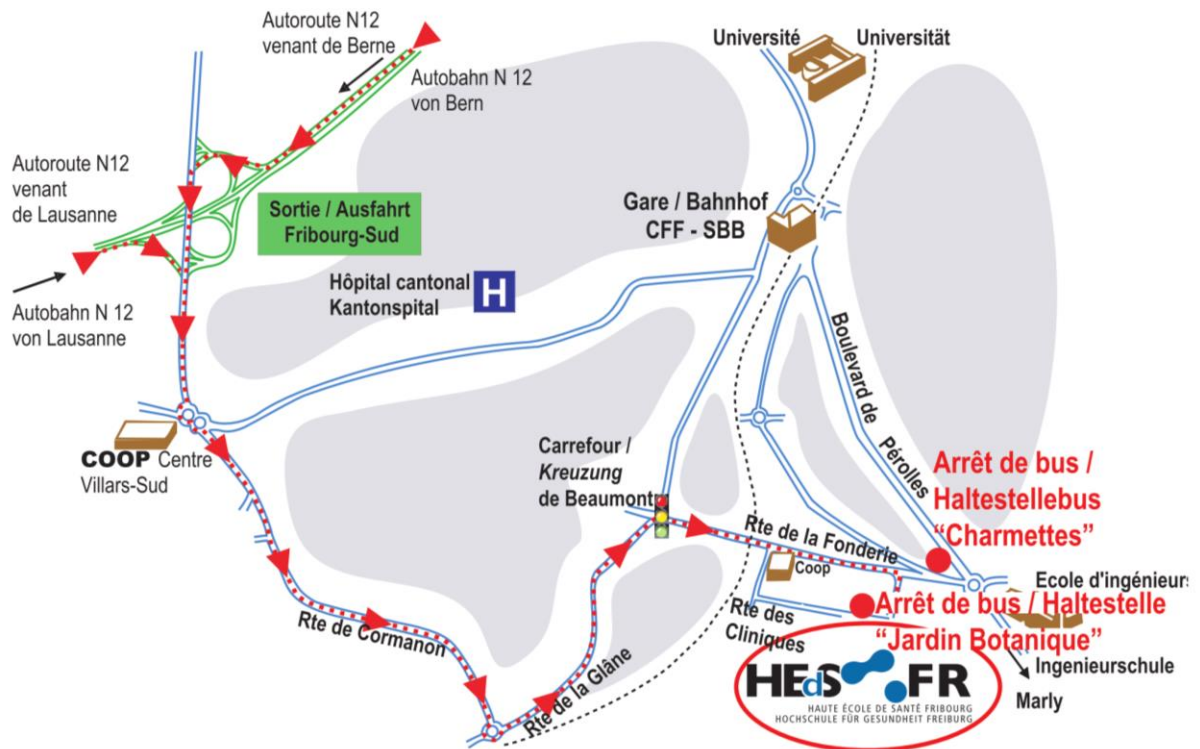 Autoroute N12
venant de Berne
Autobahn N 12
von Bern
Université
Universität
Autoroute N12
venant
de Lausanne
Sortie / Ausfahrt
Fribourg-Sud
Gare / Bahnhof
CFF - SBB
Hôpital cantonal
Kantonspital
H
Autobahn N 12
von Lausanne
Boulevard de
Pérolles
COOP Centre
Villars-Sud
Carrefour /
Kreuzung
de Beaumont
Arrêt de bus /
Haltestellebus
“Charmettes”
Rte de la Fonderie
Coop
Ecole d'ingénieurs
Arrêt de bus / Haltestelle
“Jardin Botanique”
Rte des
Cliniques
Rte de Cormanon
Rte de la Glâne
Ingenieurschule
Marly
HEdS FR
HAUTE ÉCOLE DE SANTÉ FRIBOURG
HOCHSCHULE FÜR GESUNDHEIT FREIBURG